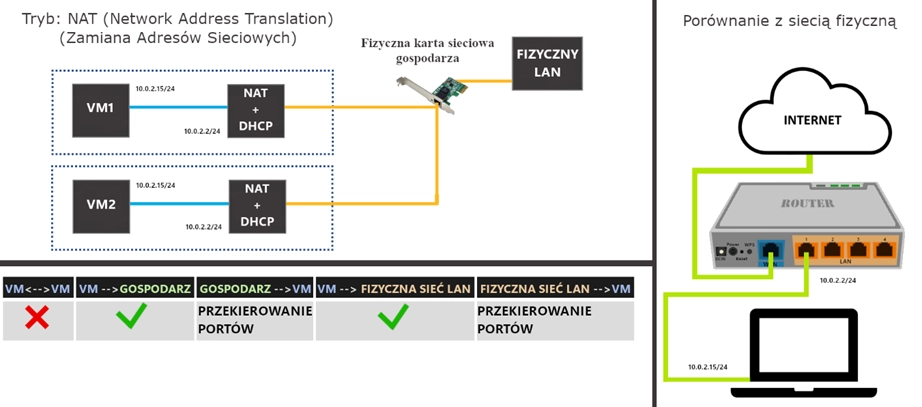 Tryb: NAT (Network Address Translation)
(Zamiana Adresów Sieciowych)
Fizyczna karta sieciowa
gospodarza
FIZYCZNY
LAN
VM1
10.0.2.15/24
10.0.2.2/24
NAT
+
DHCP
VM2
10.0.2.15/24
10.0.2.2/24
NAT
+
DHCP
VM<-->VM
VM -->GOSPODARZ
GOSPODARZ -->VM
VM --> FIZYCZNA SIEĆ LAN
FIZYCZNA SIEĆ LAN -->VM
PRZEKIEROWANIE
PORTÓW
PRZEKIEROWANIE
PORTÓW
Porównanie z siecią fizyczną
INTERNET
ROUTER
Power
WPS
Reset
WAN
1
2
3
4
LAN
10.0.2.2/24
10.0.2.15/24